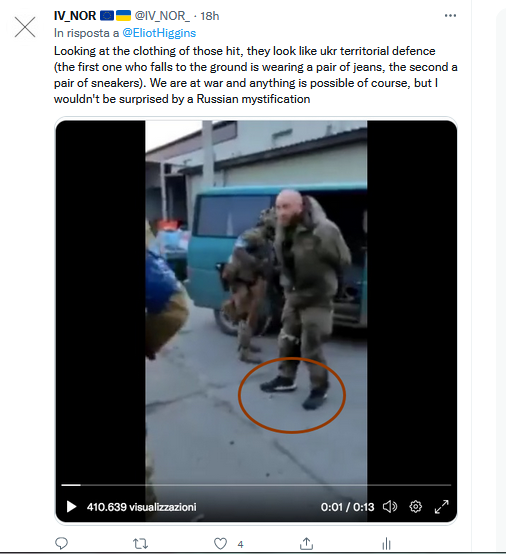 IV_NOR 🇪🇺🇺🇦 @IV_NOR_ · 18h
In risposta a @EliotHiggins
Looking at the clothing of those hit, they look like ukr territorial defence
(the first one who falls to the ground is wearing a pair of jeans, the second a
pair of sneakers). We are at war and anything is possible of course, but I
wouldn't be surprised by a Russian mystification
410.639 visualizzazioni
0:01 / 0:13
4